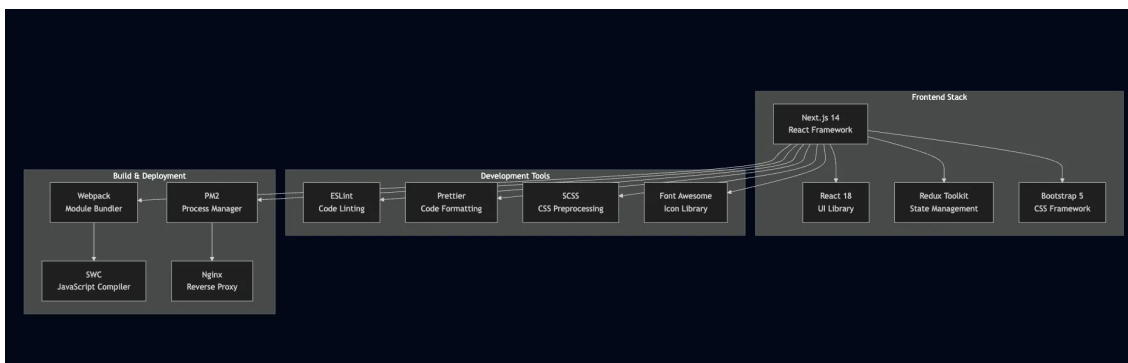 Frontend Stack
Next.js 14
React Framework
Build & Deployment
Development Tools
Webpack
Module Bundler
PM2
Process Manager
ESLint
Code Linting
Prettier
Code Formatting
SCSS
CSS Preprocessing
Font Awesome
Icon Library
React 18
UI Library
Redux Toolkit
State Management
Bootstrap 5
CSS Framework
SWC
JavaScript Compiler
Nginx
Reverse Proxy